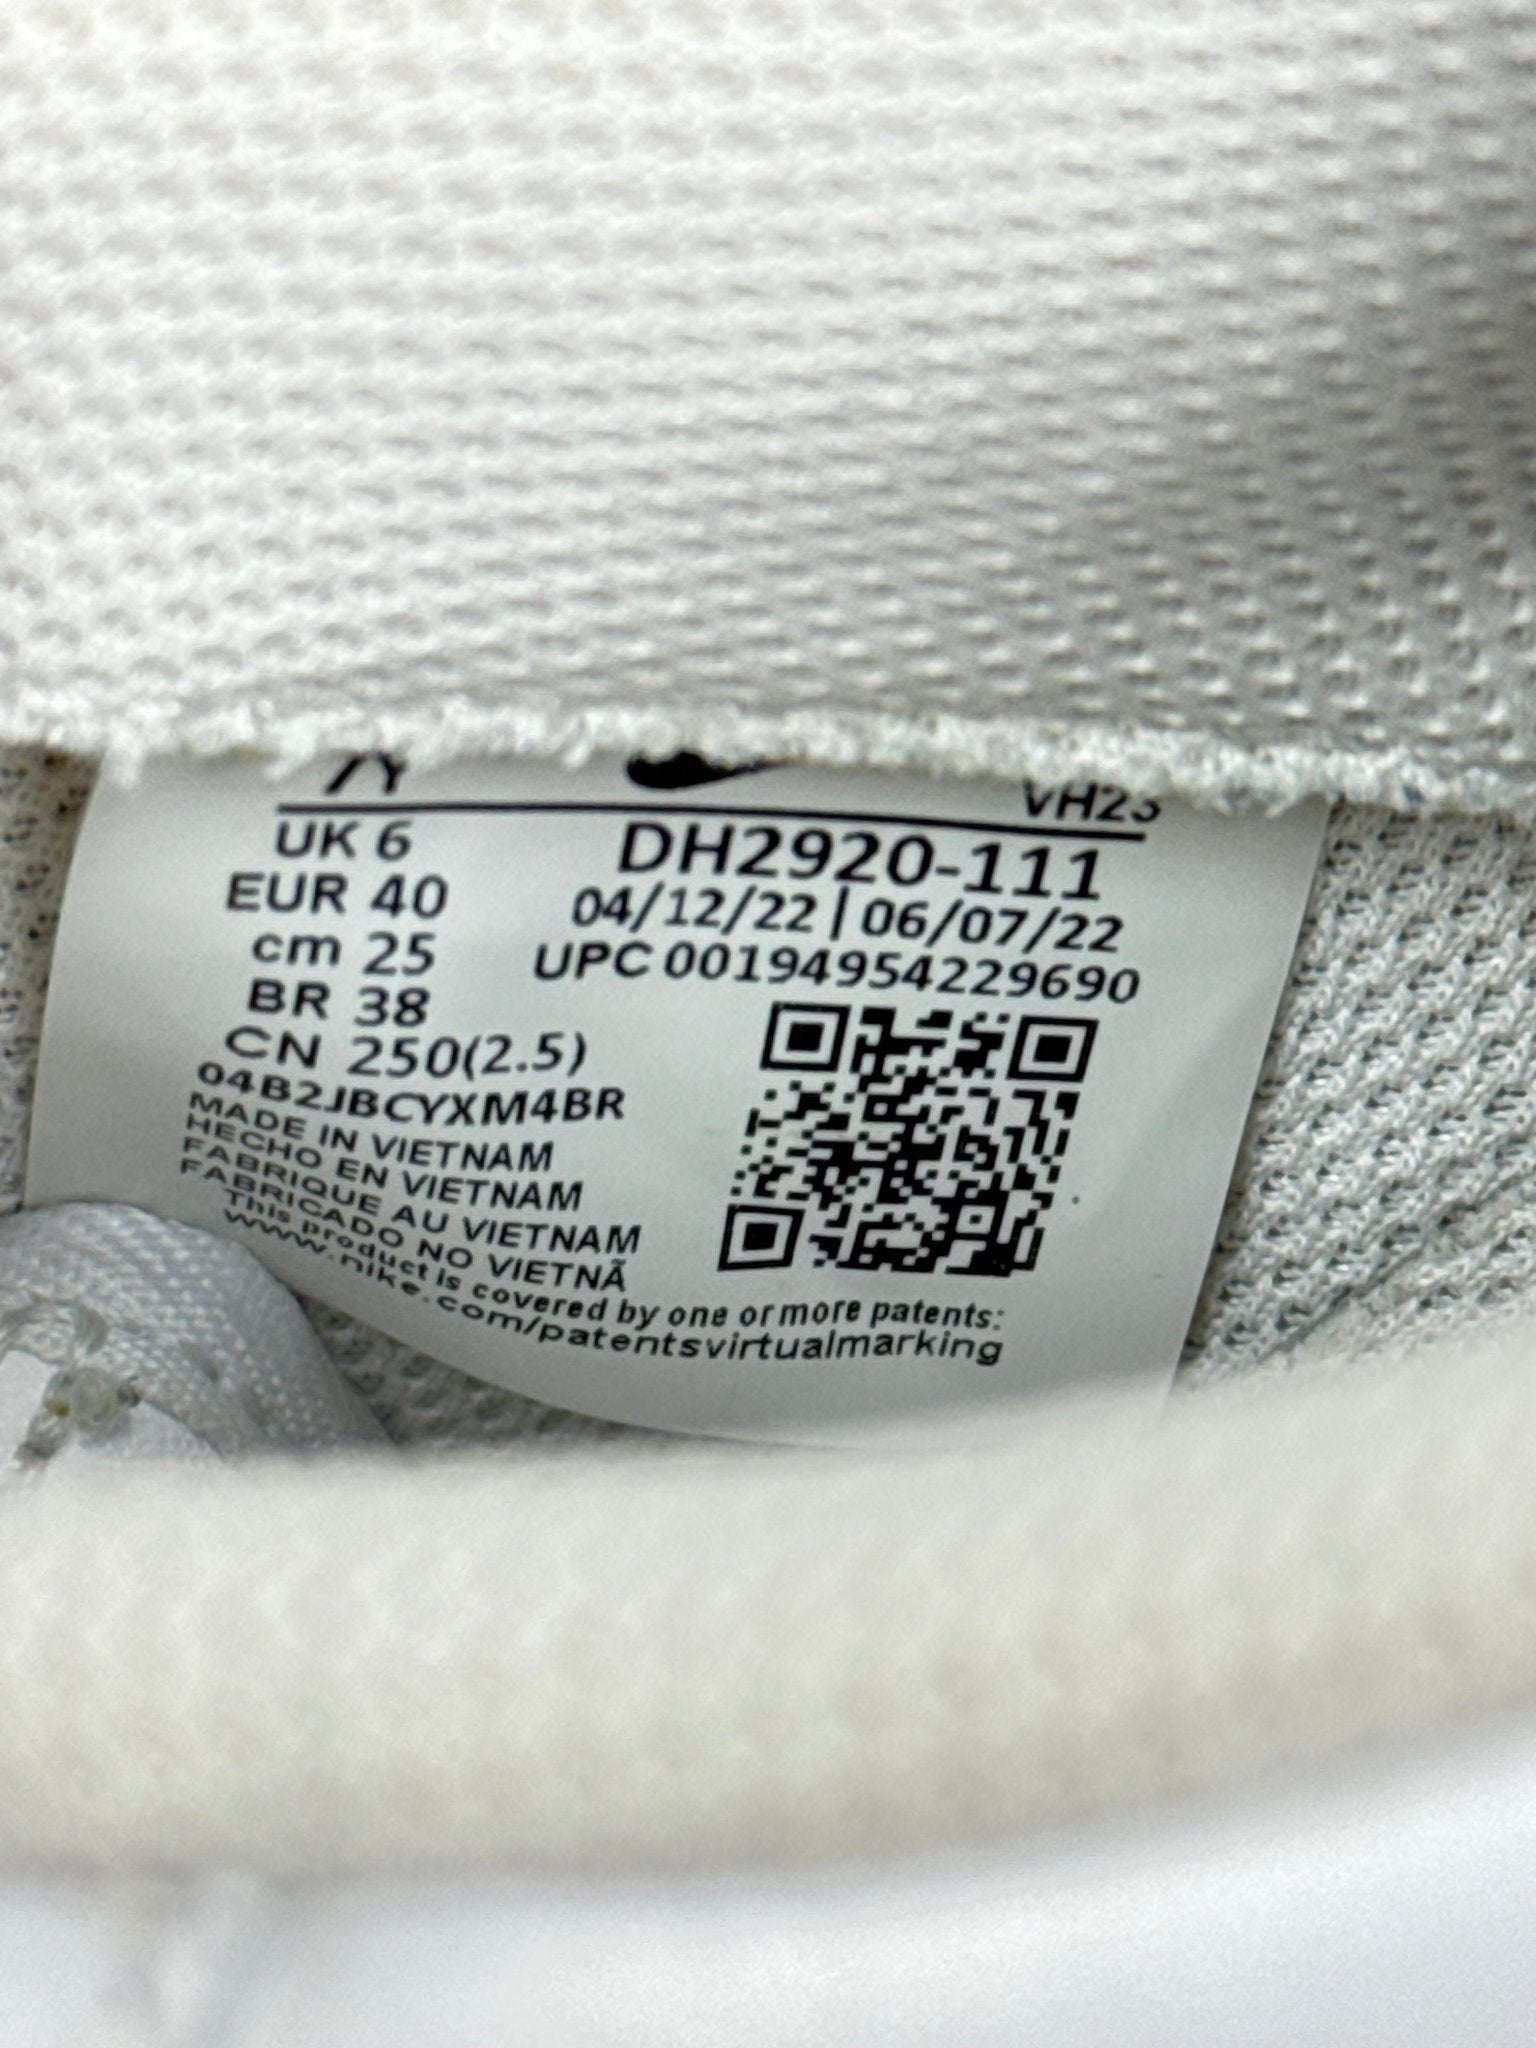 7Y
VH23
UK 6
EUR 40
cm 25
BR 38
CN 250(2.5)
DH2920-111
04/12/22 | 06/07/22
UPC 00194954229690
04B2JBCYXM4BR
MADE IN VIETNAM
HECHO EN VIETNAM
FABRIQUE AU VIETNAM
FABRICADO NO VIETNÃ
This product is covered by one or more patents:
www.nike.com/patentsvirtualmarking